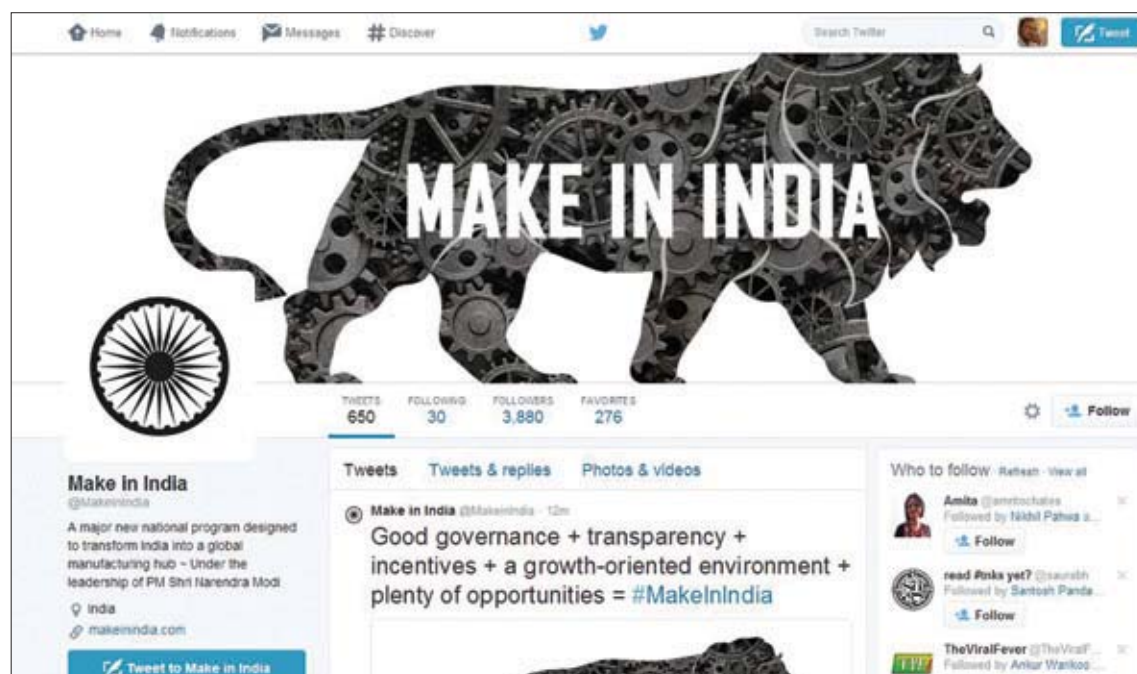 Home Notifications Messages # Discover Search Twitter Tweet
MAKE IN INDIA
TWEETS FOLLOWING FOLLOWERS FAVORITES
650 30 3,880 276
Follow
Make in India
@MakeinIndia
A major new national program designed
to transform India into a global
manufacturing hub ~ Under the
leadership of PM Shri Narendra Modi
India
makeinindia.com
Tweet to Make in India
Tweets Tweets & replies Photos & videos
Make in India @MakeinIndia · 12m
Good governance + transparency +
incentives + a growth-oriented environment +
plenty of opportunities = #MakeInIndia
Who to follow · Refresh · View all
Amita @amritochates
Followed by Nikhil Pahwa a...
Follow
read #tnks yet? @saurabh
Followed by Santosh Panda...
Follow
TheViralFever @TheViralF...
Followed by Ankur Warikoo...